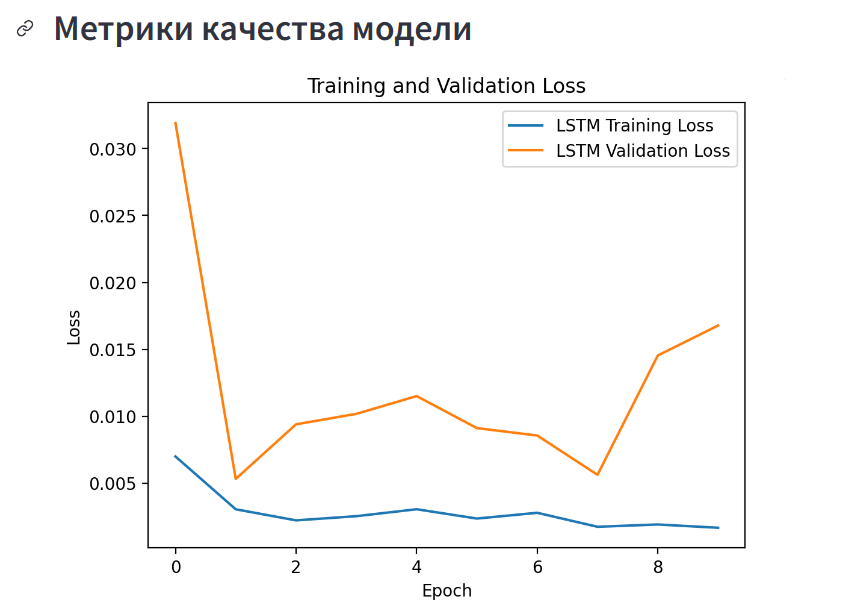 Метрики качества модели
Training and Validation Loss
LSTM Training Loss
LSTM Validation Loss
0.030
0.025
0.020
0.015
0.010
0.005
Loss
0 2 4 6 8
Epoch